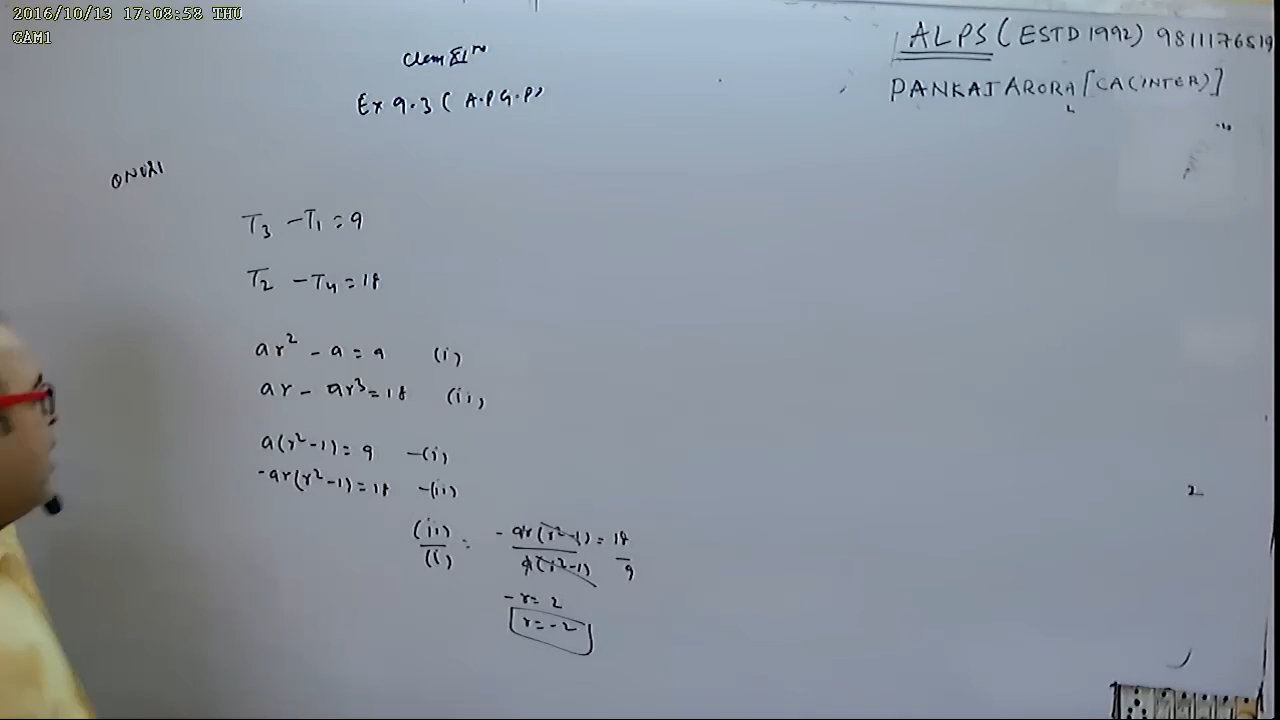 2016/10/13 17:08:58 THU
CAM1
ALPS (ESTD 1992) 9811176519
PANKAJ ARORA [CA(INTER)]
Class XIth
Ex 9.3 ( A.P G.P)
T3 - T1 = 9
T2 - T4 = 18
ar² - a = 9 (i)
ar - ar³ = 18 (ii)
a(r² - 1) = 9 - (i)
-ar(r² - 1) = 18 - (ii)
(ii)/(i) = -ar(r²-1)/a(r²-1) = 18/9
-r = 2
r = -2
2